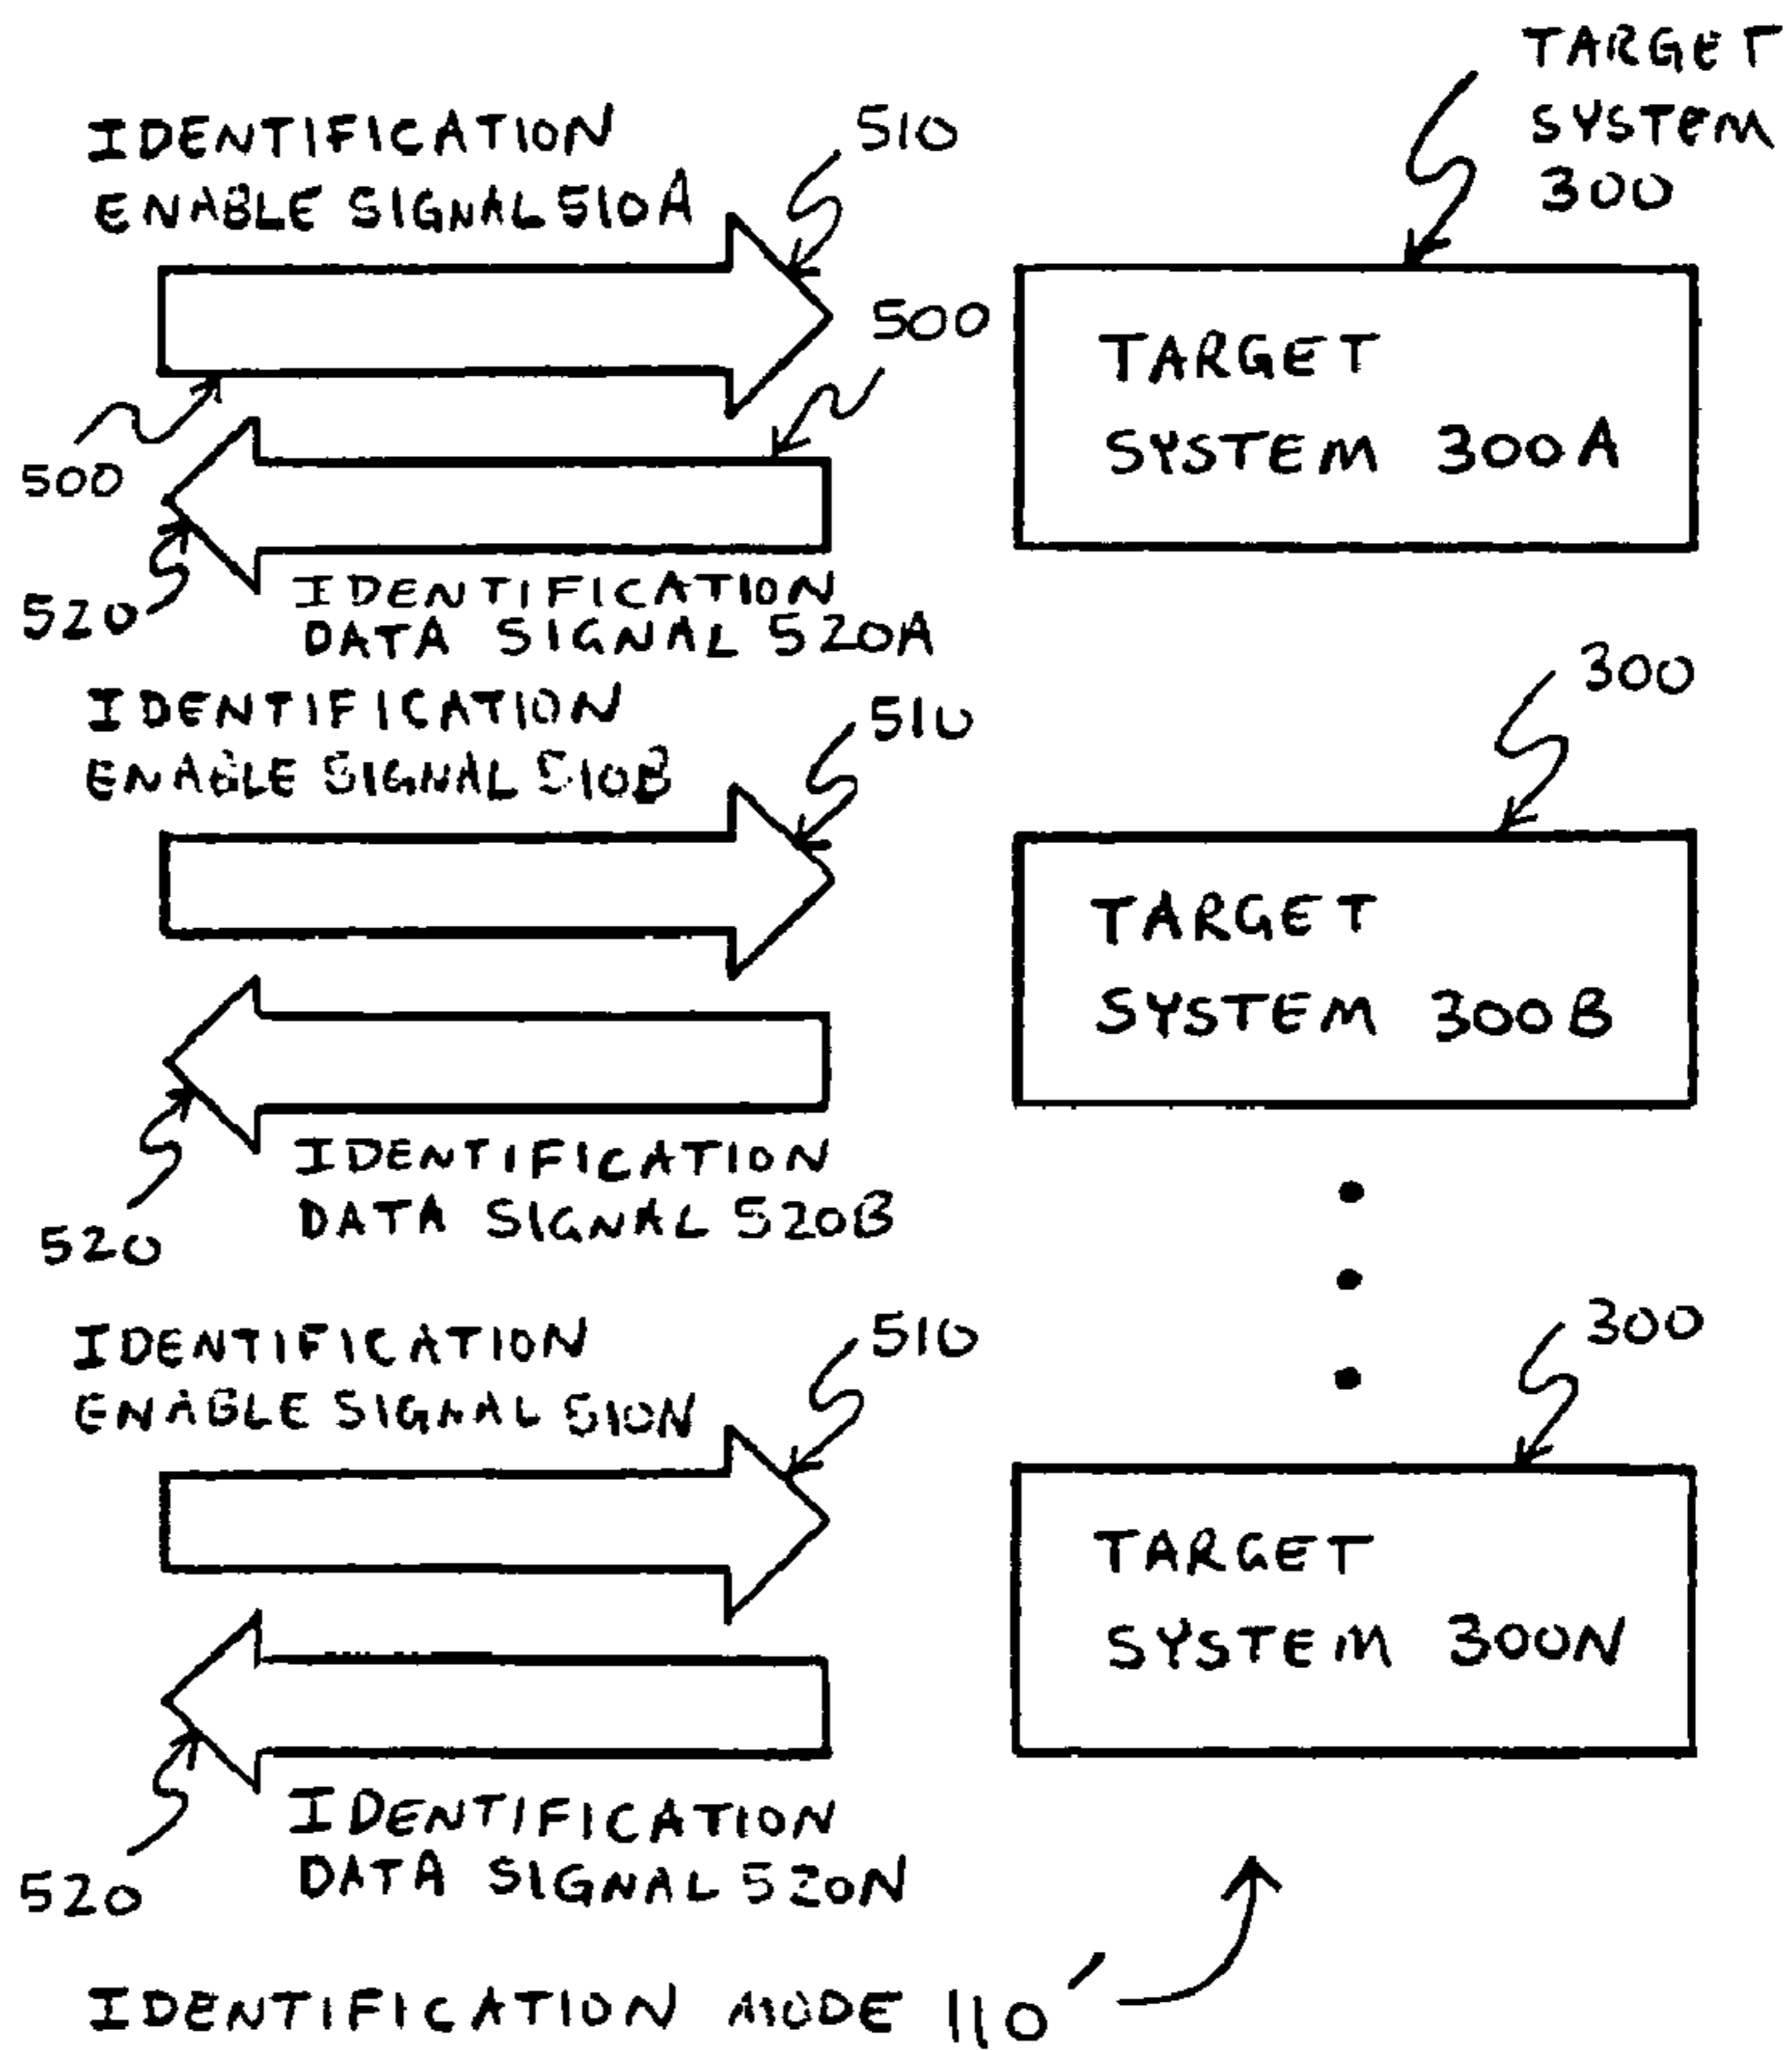 TARGET
SYSTEM
300
IDENTIFICATION
ENABLE SIGNAL 510A
510
500
TARGET
SYSTEM 300A
500
520
IDENTIFICATION
DATA SIGNAL 520A
300
IDENTIFICATION
ENABLE SIGNAL 510B
510
TARGET
SYSTEM 300B
520
IDENTIFICATION
DATA SIGNAL 520B
300
IDENTIFICATION
ENABLE SIGNAL 510N
510
TARGET
SYSTEM 300N
520
IDENTIFICATION
DATA SIGNAL 520N
IDENTIFICATION MODE 110'